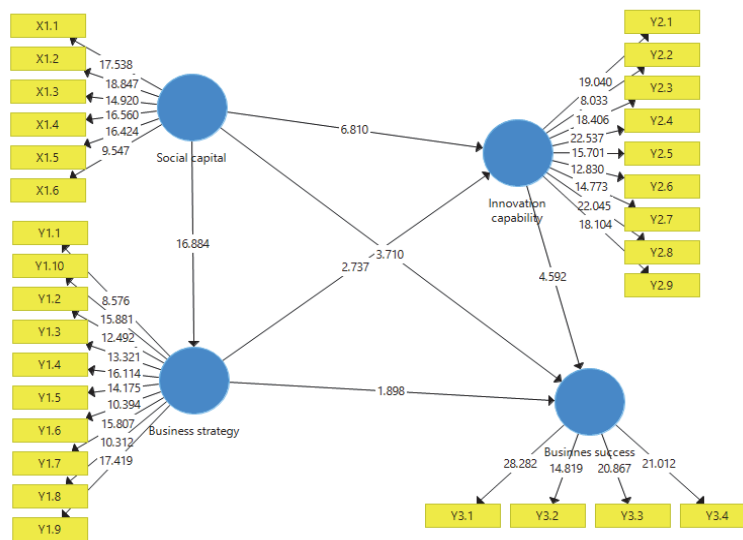 X1.1
X1.2
X1.3
X1.4
X1.5
X1.6
17.538
18.847
14.920
16.560
16.424
9.547
Social capital
Y2.1
Y2.2
Y2.3
Y2.4
Y2.5
Y2.6
Y2.7
Y2.8
Y2.9
19.040
8.033
18.406
22.537
15.701
12.830
14.773
22.045
18.104
Innovation
capability
6.810
16.884
2.737
3.710
4.592
1.898
Y1.1
Y1.10
Y1.2
Y1.3
Y1.4
Y1.5
Y1.6
Y1.7
Y1.8
Y1.9
8.576
15.881
12.492
13.321
16.114
14.175
10.394
15.807
10.312
17.419
Business strategy
Businnes success
28.282
14.819
20.867
21.012
Y3.1
Y3.2
Y3.3
Y3.4